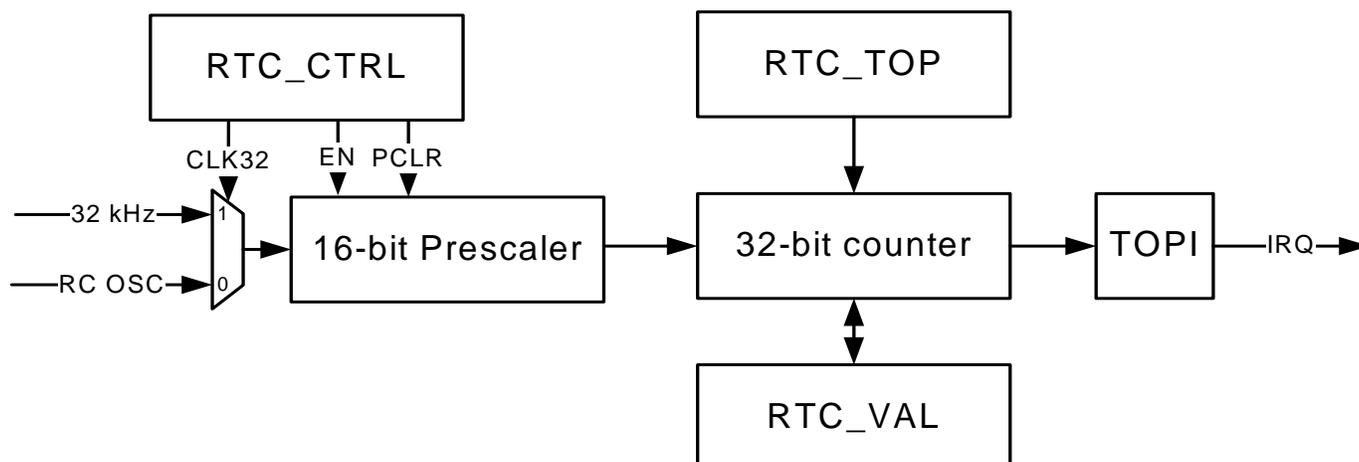 RTC_CTRL
RTC_TOP
CLK32
EN
PCLR
32 kHz
1
16-bit Prescaler
32-bit counter
TOPI
IRQ
RC OSC
0
RTC_VAL